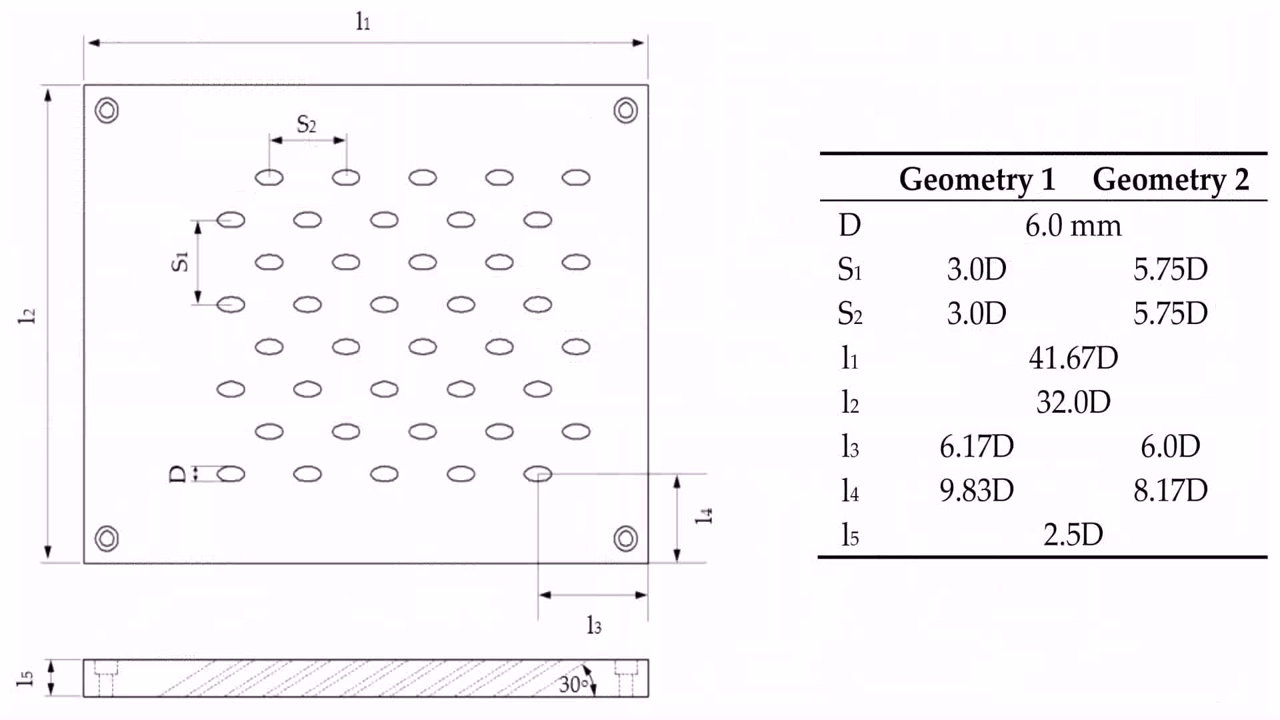 l₁
S₂
S₁
l₂
D
l₄
l₃
l₅
30°
Geometry 1 Geometry 2
D 6.0 mm
S₁ 3.0D 5.75D
S₂ 3.0D 5.75D
l₁ 41.67D
l₂ 32.0D
l₃ 6.17D 6.0D
l₄ 9.83D 8.17D
l₅ 2.5D